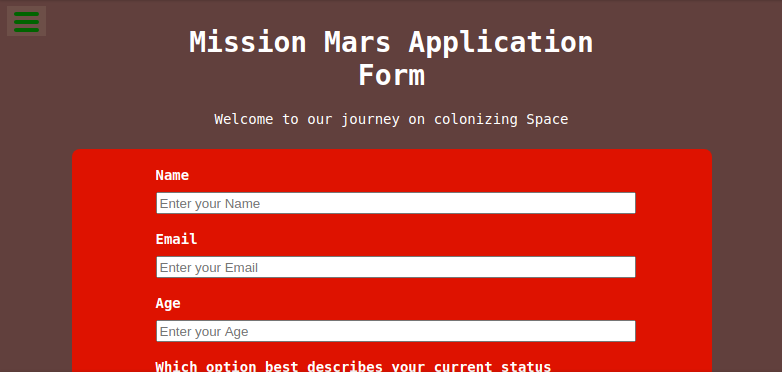 Mission Mars Application
Form
Welcome to our journey on colonizing Space
Name
Enter your Name
Email
Enter your Email
Age
Enter your Age
Which option best describes your current status